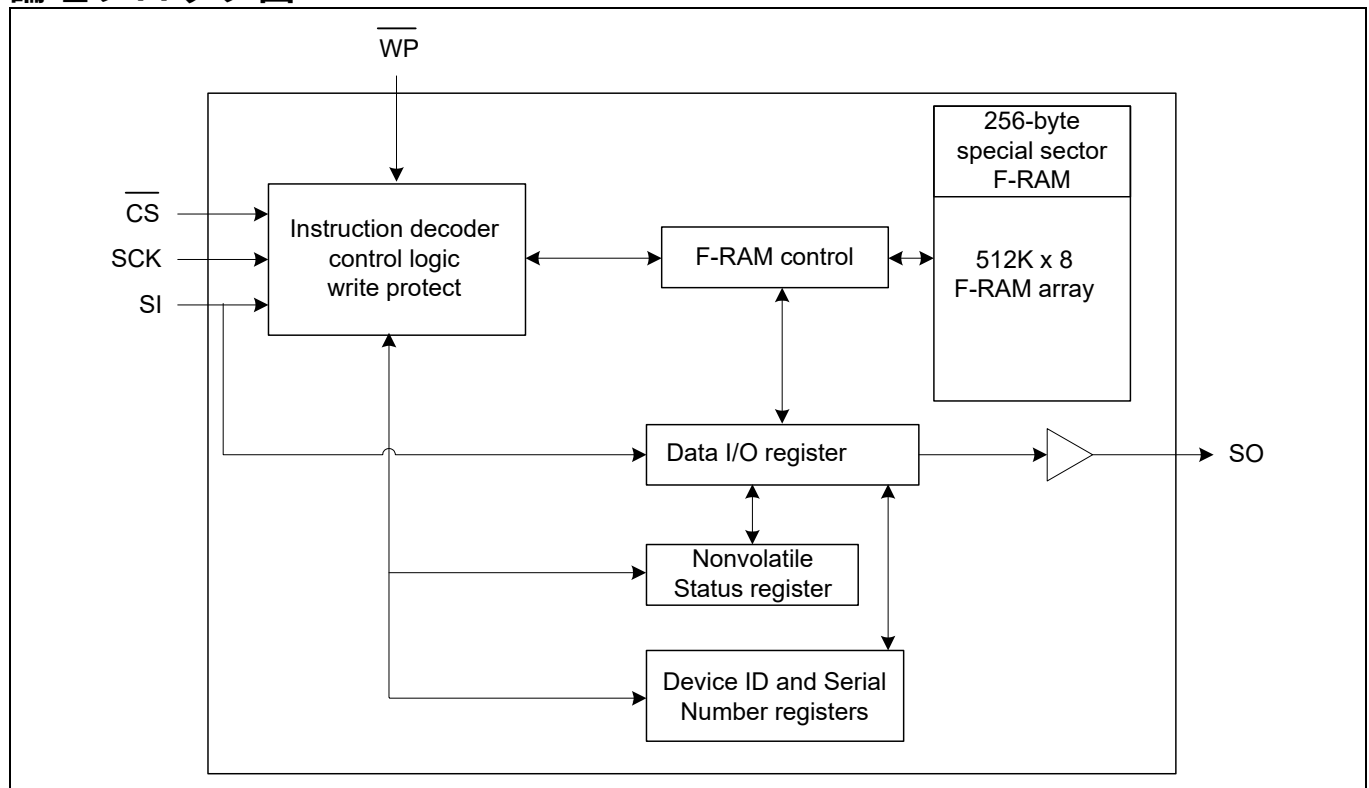 WP
256-byte
special sector
F-RAM
CS
SCK
SI
Instruction decoder
control logic
write protect
F-RAM control
512K x 8
F-RAM array
Data I/O register
SO
Nonvolatile
Status register
Device ID and Serial
Number registers